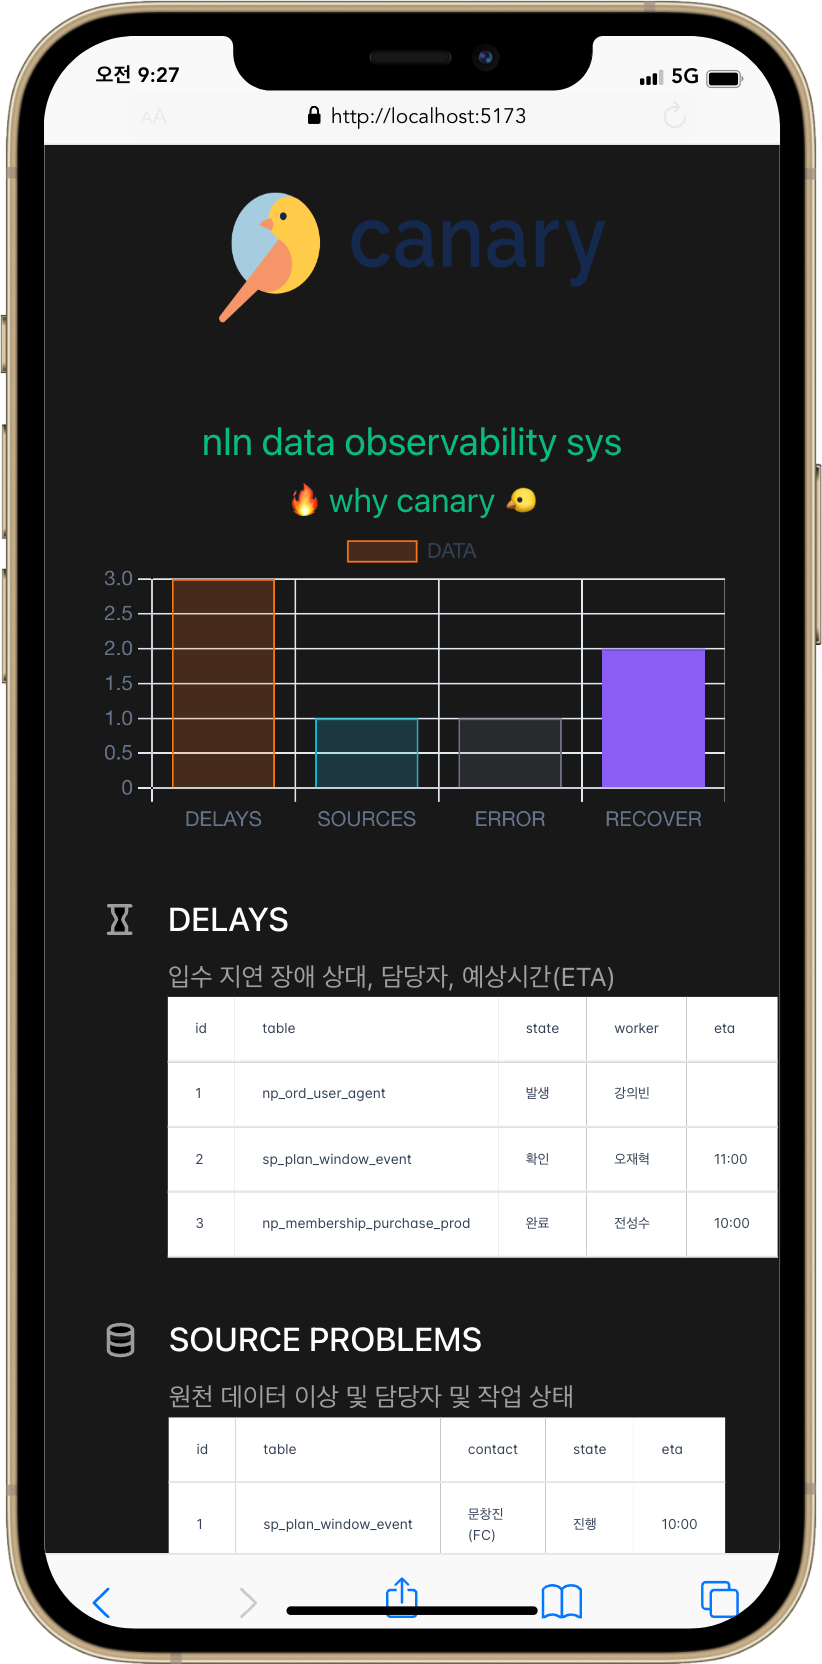 오전 9:27
5G
AA
http://localhost:5173
canary
nIn data observability sys
🔥 why canary 🐤
DATA
3.0
2.5
2.0
1.5
1.0
0.5
0
DELAYS SOURCES ERROR RECOVER
DELAYS
입수 지연 장애 상대, 담당자, 예상시간(ETA)
id table state worker eta
1 np_ord_user_agent 발생 강의빈
2 sp_plan_window_event 확인 오재혁 11:00
3 np_membership_purchase_prod 완료 전성수 10:00
SOURCE PROBLEMS
원천 데이터 이상 및 담당자 및 작업 상태
id table contact state eta
1 sp_plan_window_event 문창진 (FC) 진행 10:00